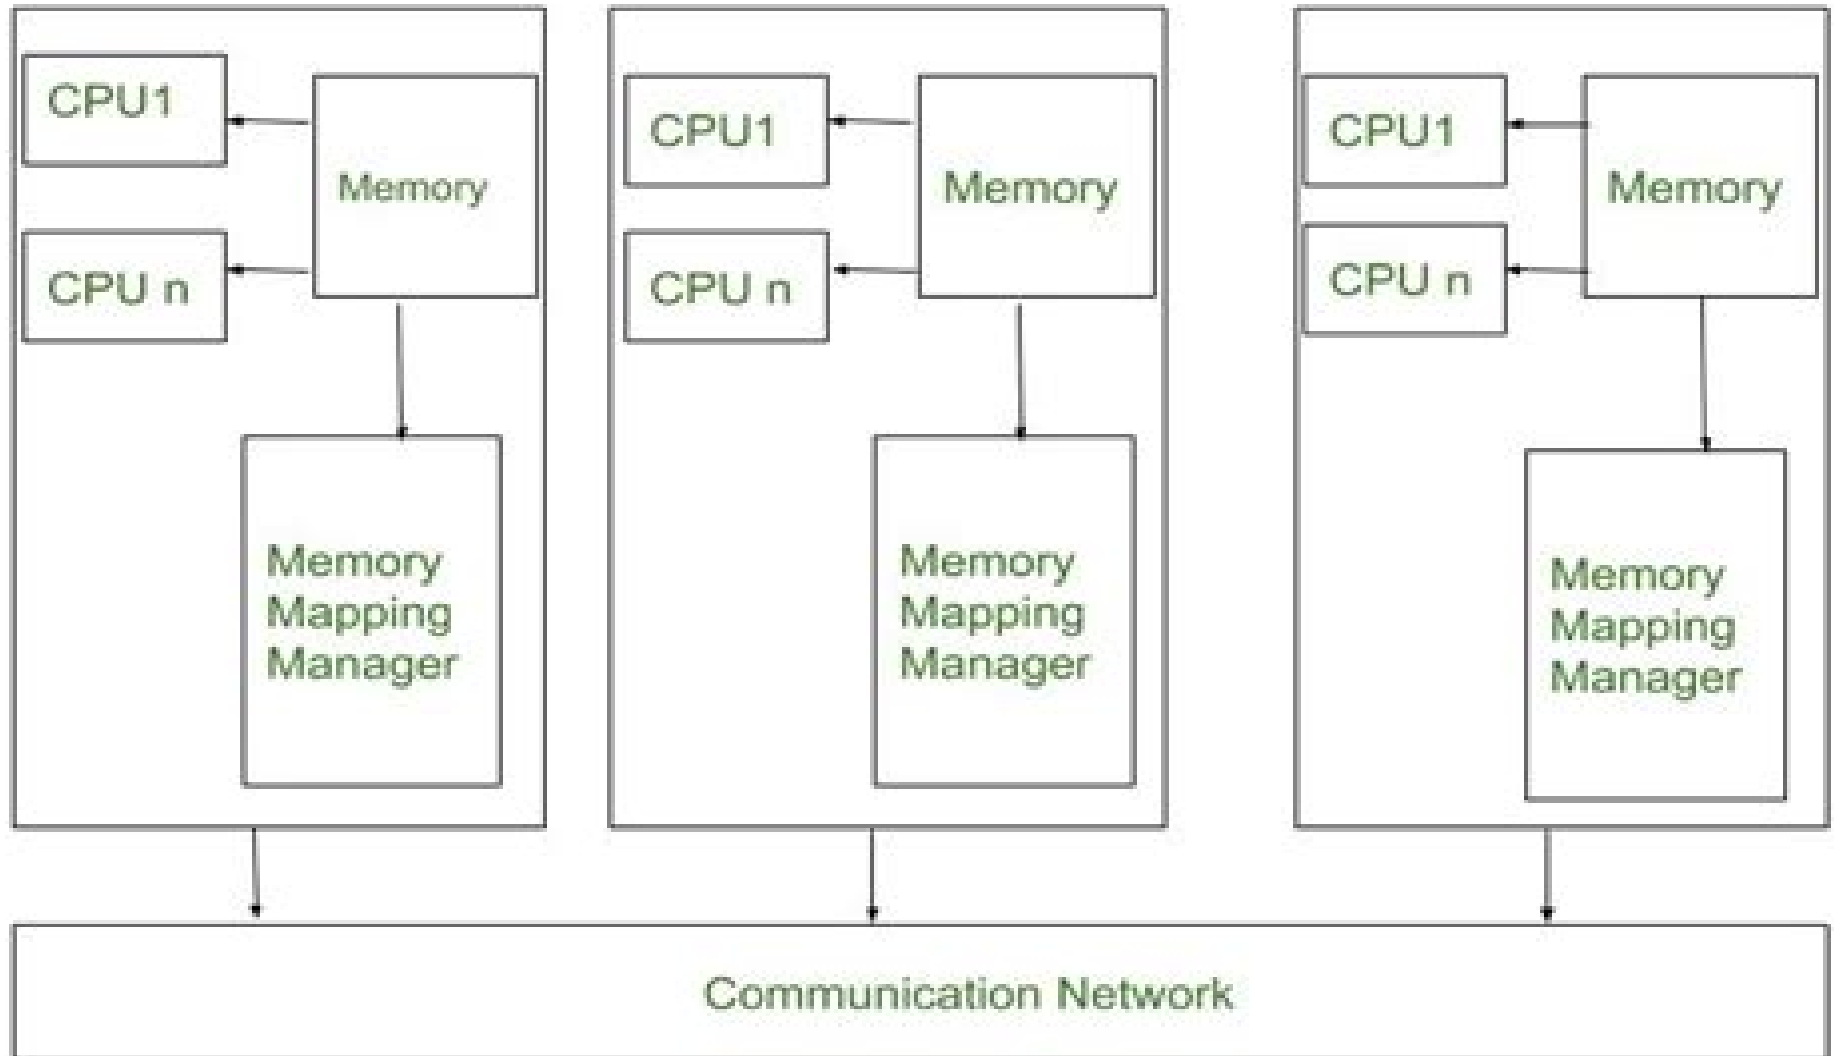 CPU1
Memory
CPU n
Memory
Mapping
Manager
CPU1
Memory
CPU n
Memory
Mapping
Manager
CPU1
Memory
CPU n
Memory
Mapping
Manager
Communication Network